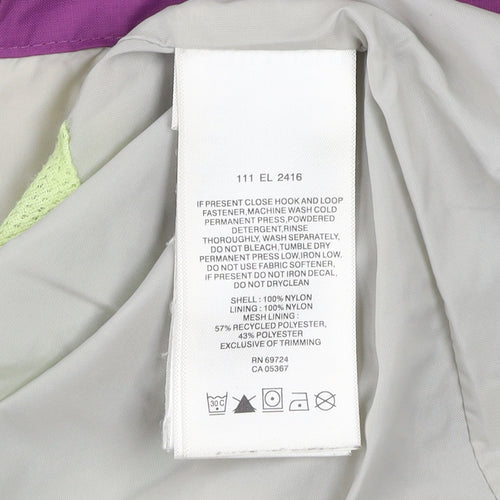 111 EL 2416
IF PRESENT CLOSE HOOK AND LOOP
FASTENER,MACHINE WASH COLD
PERMANENT PRESS,POWDERED
DETERGENT,RINSE
THOROUGHLY, WASH SEPARATELY,
DO NOT BLEACH,TUMBLE DRY
PERMANENT PRESS LOW,IRON LOW,
DO NOT USE FABRIC SOFTENER,
IF PRESENT DO NOT IRON DECAL,
DO NOT DRYCLEAN
SHELL : 100% NYLON
LINING : 100% NYLON
MESH LINING :
57% RECYCLED POLYESTER,
43% POLYESTER
EXCLUSIVE OF TRIMMING
RN 69724
CA 05367
30 C